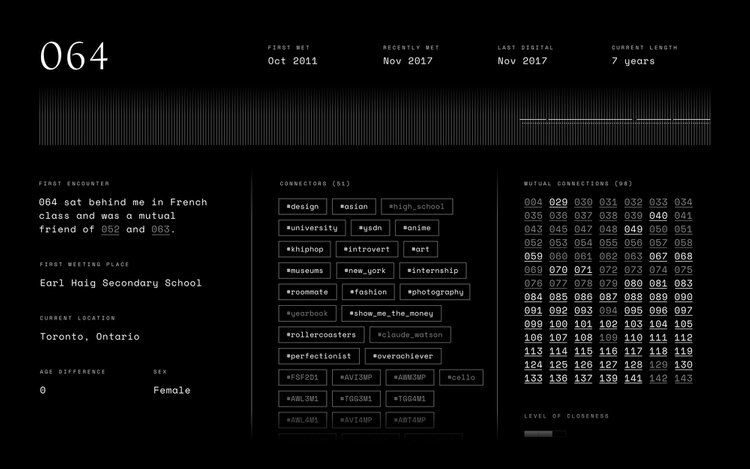 064
FIRST MET
Oct 2011
RECENTLY MET
Nov 2017
LAST DIGITAL
Nov 2017
CURRENT LENGTH
7 years
FIRST ENCOUNTER
064 sat behind me in French
class and was a mutual
friend of 052 and 063.
FIRST MEETING PLACE
Earl Haig Secondary School
CURRENT LOCATION
Toronto, Ontario
AGE DIFFERENCE
0
SEX
Female
CONNECTORS (51)
#design #asian #high_school
#university #ysdn #anime
#khiphop #introvert #art
#museums #new_york #internship
#roommate #fashion #photography
#yearbook #show_me_the_money
#rollercoasters #claude_watson
#perfectionist #overachiever
#FSF2D1 #AVI3MP #AWM3MP #cello
#AWL3M1 #TGG3M1 #TGG4M1
#AWL4M1 #AVI4MP #AWT4MP
MUTUAL CONNECTIONS (98)
004 029 030 031 032 033 034
035 036 037 038 039 040 041
043 045 047 048 049 050 051
052 053 054 055 056 057 058
059 060 061 062 063 067 068
069 070 071 072 073 074 075
076 077 078 079 080 081 083
084 085 086 087 088 089 090
091 092 093 094 095 096 097
099 100 101 102 103 104 105
106 107 108 109 110 111 112
113 114 115 116 117 118 119
124 125 126 127 128 129 130
133 136 137 139 141 142 143
LEVEL OF CLOSENESS